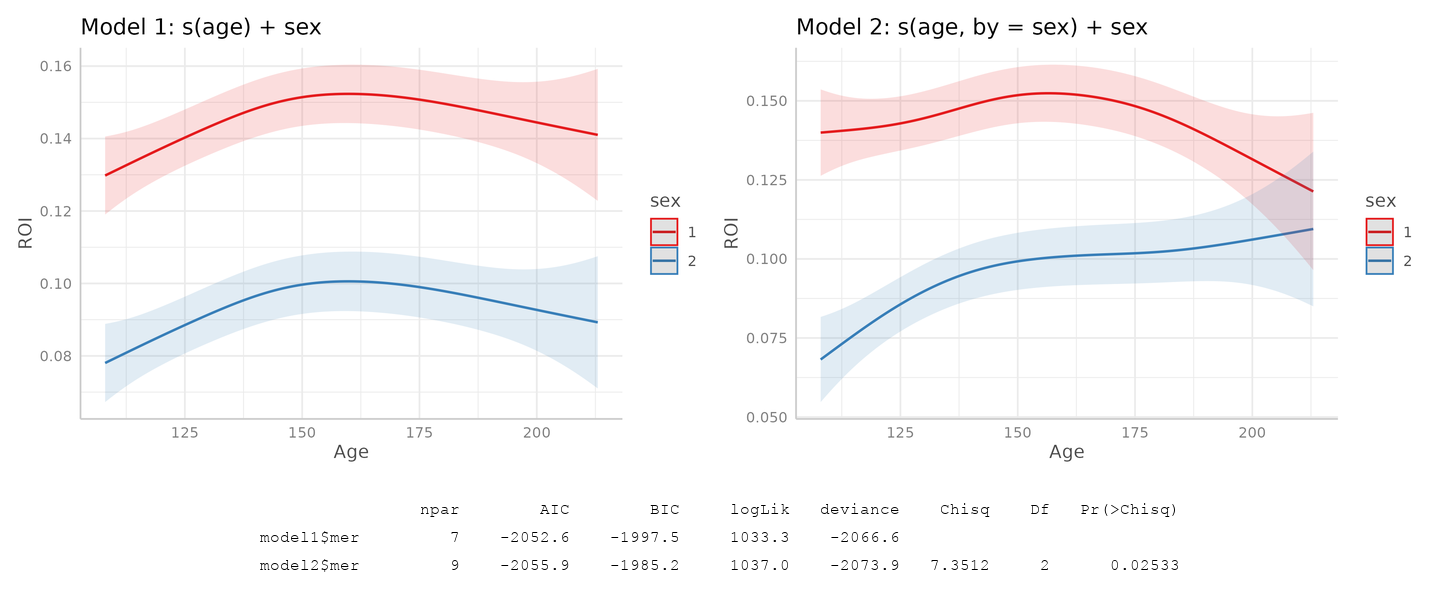 Model 1: s(age) + sex
0.16
0.14
0.12
0.10
0.08
ROI
125 150 175 200
Age
sex
1
2
Model 2: s(age, by = sex) + sex
0.150
0.125
0.100
0.075
0.050
ROI
125 150 175 200
Age
sex
1
2
npar AIC BIC logLik deviance Chisq Df Pr(>Chisq)
model1$mer 7 -2052.6 -1997.5 1033.3 -2066.6
model2$mer 9 -2055.9 -1985.2 1037.0 -2073.9 7.3512 2 0.02533